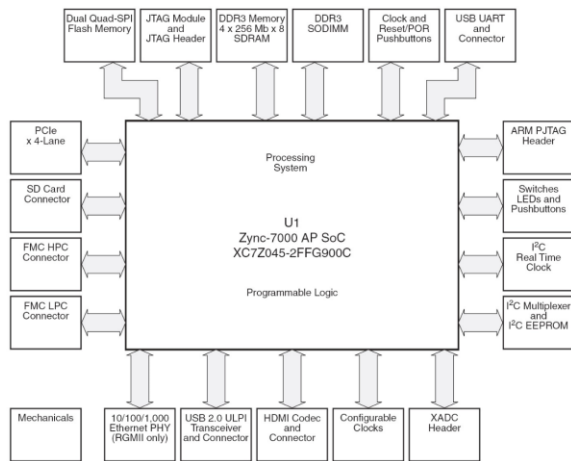 Dual Quad-SPI
Flash Memory
JTAG Module and
JTAG Header
DDR3 Memory
4 x 256 Mb x 8
SDRAM
DDR3
SODIMM
Clock and
Reset/POR
Pushbuttons
USB UART and
Connector
PCIe
x 4-Lane
SD Card
Connector
FMC HPC
Connector
FMC LPC
Connector
Processing
System
U1
Zync-7000 AP SoC
XC7Z045-2FFG900C
Programmable Logic
ARM PJTAG
Header
Switches
LEDs and
Pushbuttons
I²C
Real Time
Clock
I²C Multiplexer
and
I²C EEPROM
Mechanicals
10/100/1,000
Ethernet PHY
(RGMII only)
USB 2.0 ULPI
Transceiver
and Connector
HDMI Codec
and
Connector
Configurable
Clocks
XADC
Header